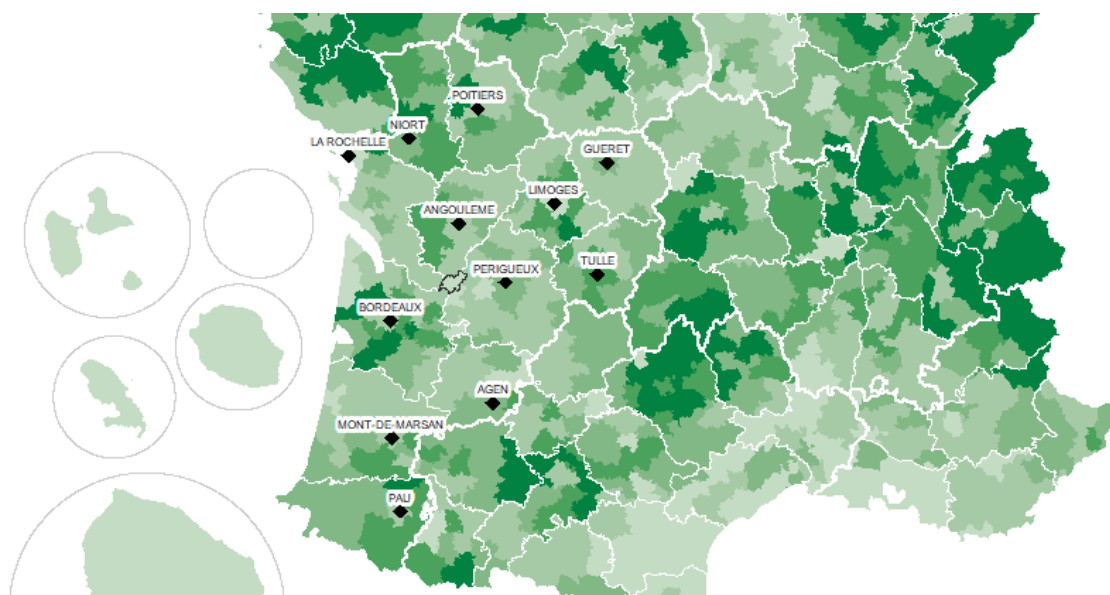 POITIERS
NIORT
LA ROCHELLE
GUERET
LIMOGES
ANGOULEME
PERIGUEUX
TULLE
BORDEAUX
AGEN
MONT-DE-MARSAN
PAU